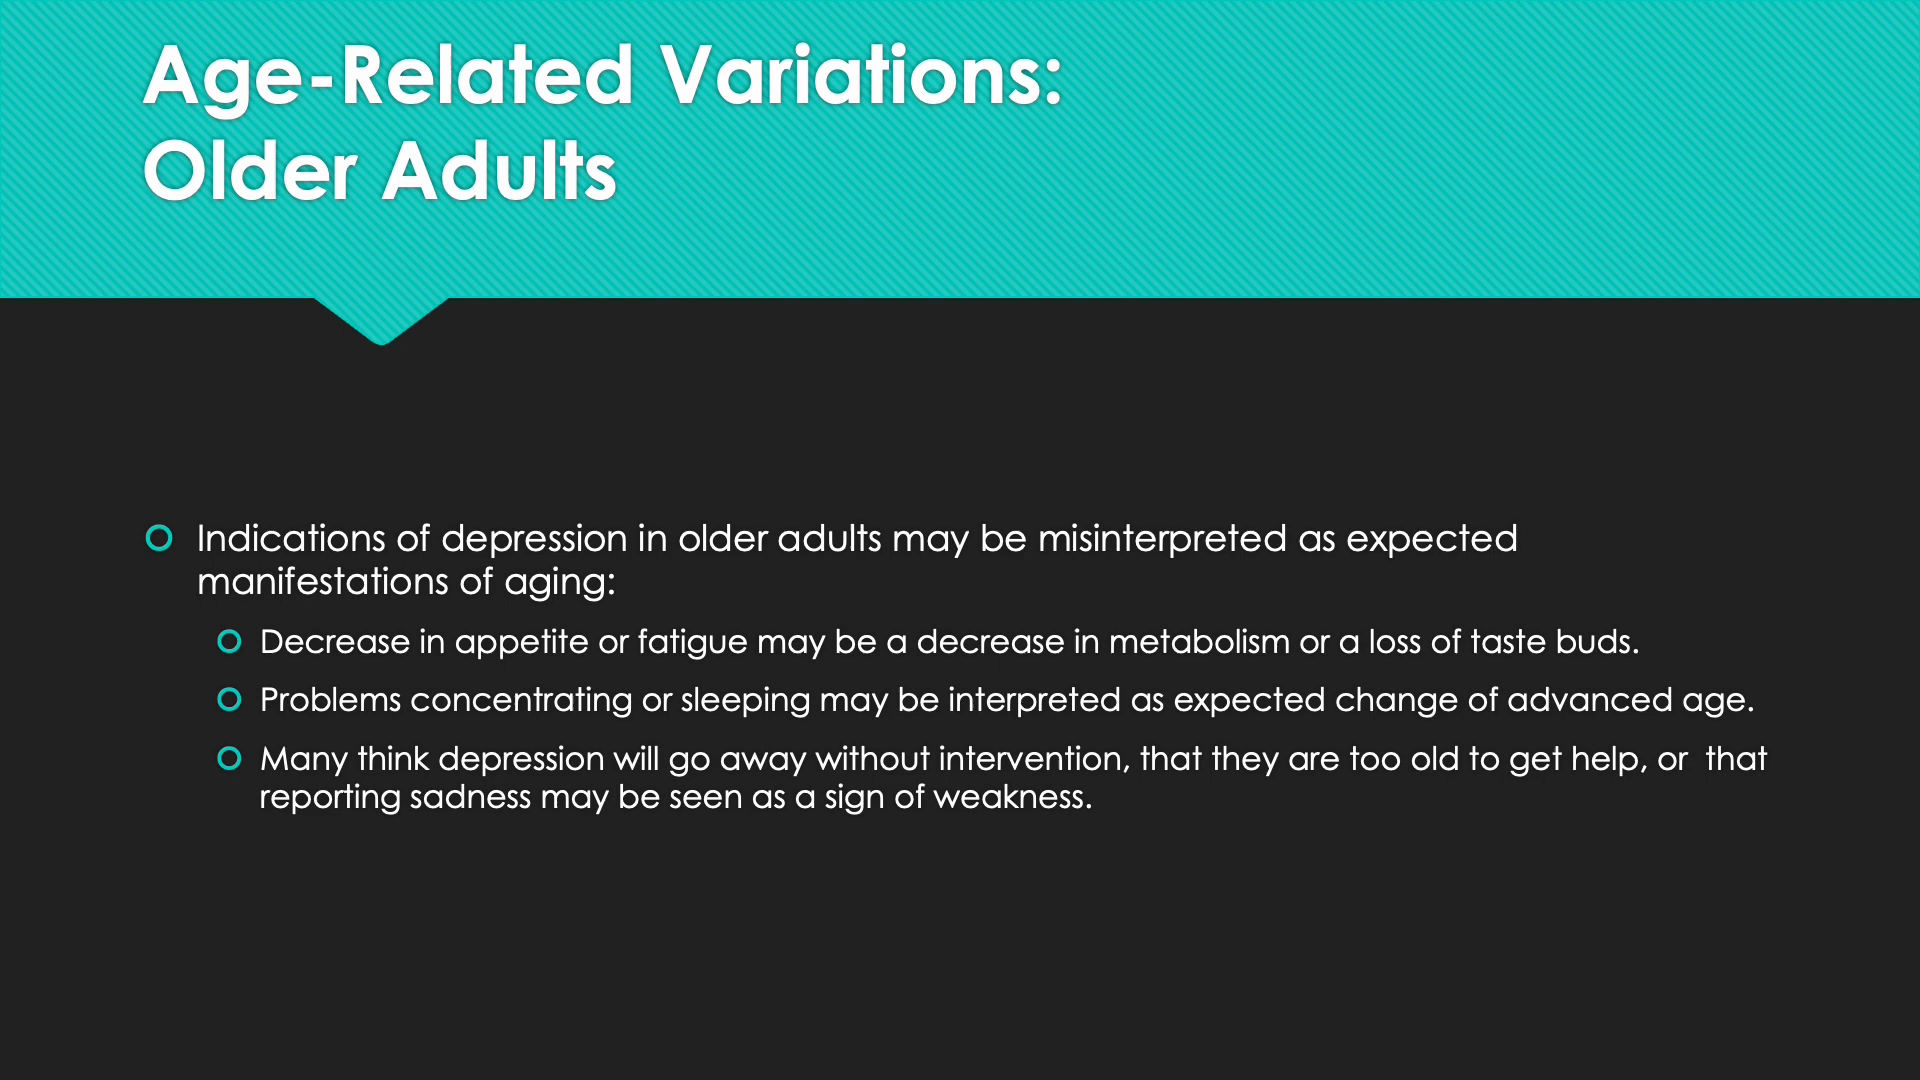 Age-Related Variations:
Older Adults
Indications of depression in older adults may be misinterpreted as expected
manifestations of aging:
Decrease in appetite or fatigue may be a decrease in metabolism or a loss of taste buds.
Problems concentrating or sleeping may be interpreted as expected change of advanced age.
Many think depression will go away without intervention, that they are too old to get help, or  that
reporting sadness may be seen as a sign of weakness.